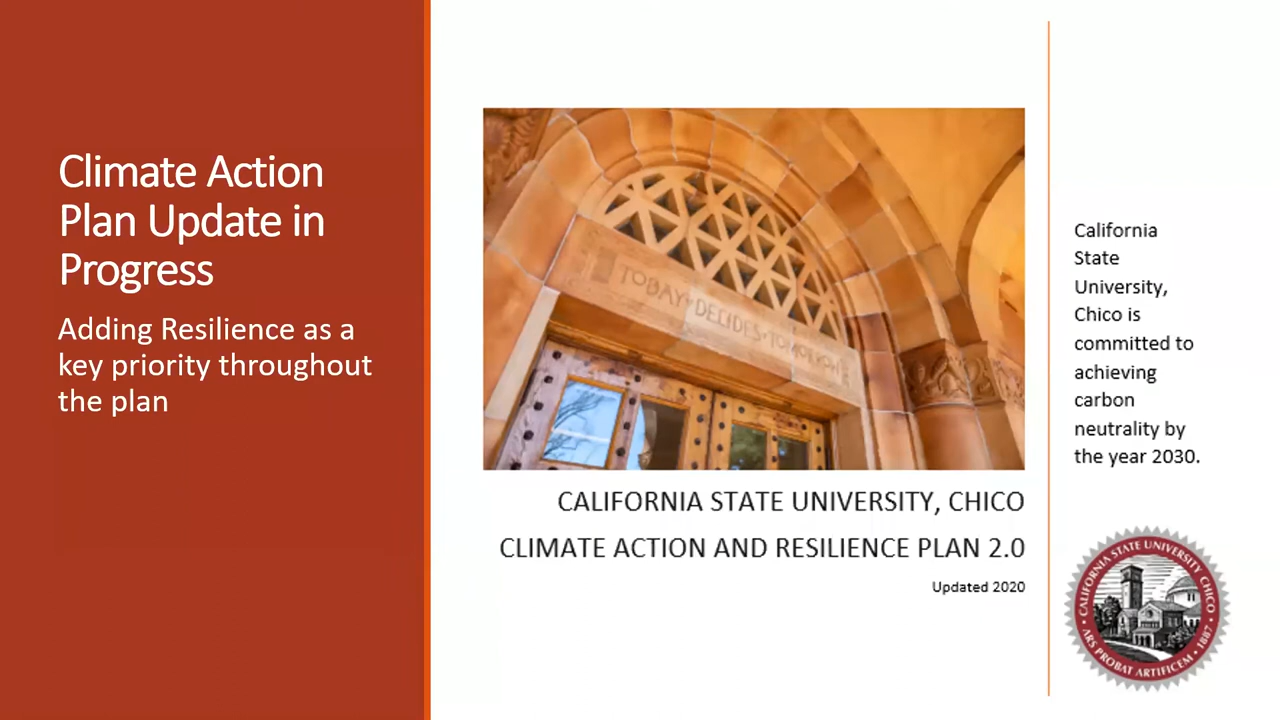 Climate Action
Plan Update in
Progress
Adding Resilience as a
key priority throughout
the plan
TODAY DECIDES TOMORROW
CALIFORNIA STATE UNIVERSITY, CHICO
CLIMATE ACTION AND RESILIENCE PLAN 2.0
Updated 2020
California
State
University,
Chico is
committed to
achieving
carbon
neutrality by
the year 2030.
CALIFORNIA STATE UNIVERSITY CHICO
ARS PROBAT ARTIFICEM • 1887